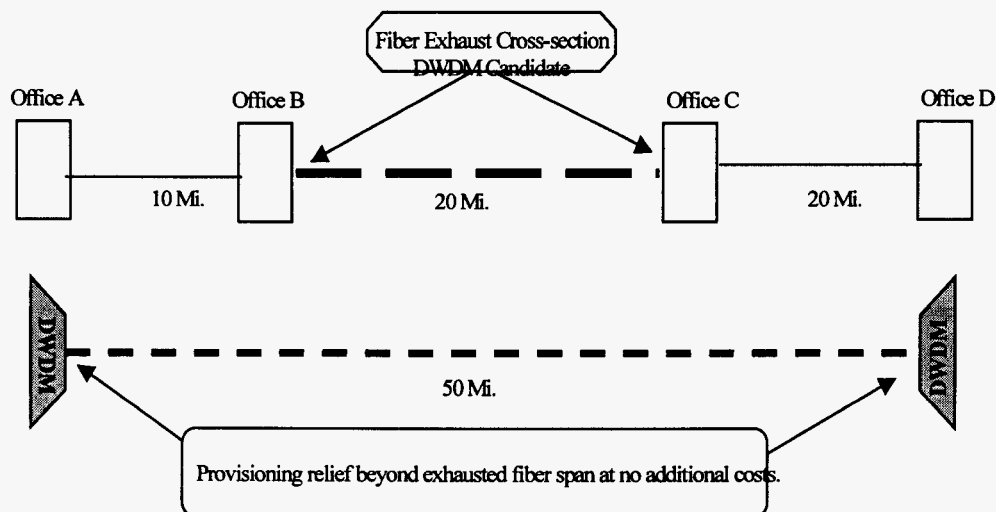 Fiber Exhaust Cross-section
DWDM Candidate
Office A
Office B
Office C
Office D
10 Mi.
20 Mi.
20 Mi.
DWDM
DWDM
50 Mi.
Provisioning relief beyond exhausted fiber span at no additional costs.